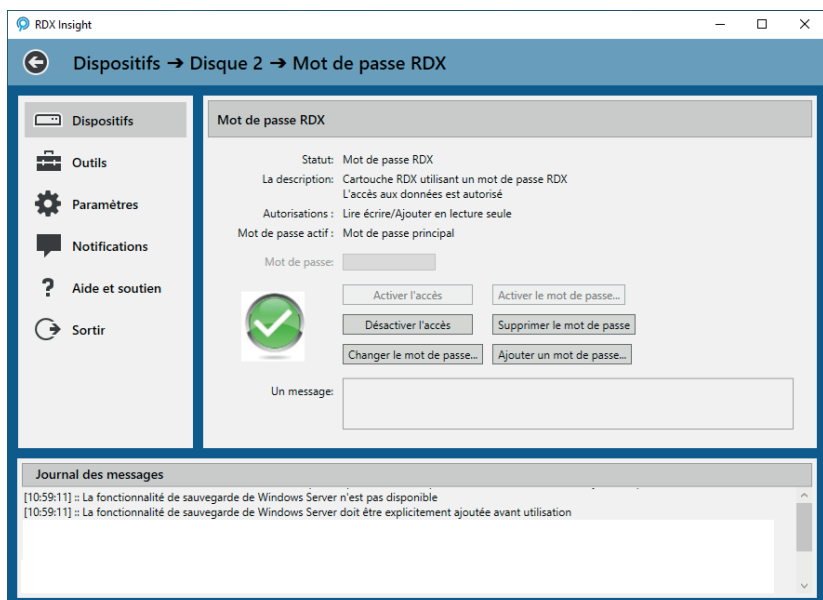 RDX Insight
Dispositifs → Disque 2 → Mot de passe RDX
Dispositifs
Outils
Paramètres
Notifications
Aide et soutien
Sortir
Mot de passe RDX
Statut: Mot de passe RDX
La description: Cartouche RDX utilisant un mot de passe RDX
L'accès aux données est autorisé
Autorisations : Lire écrire/Ajouter en lecture seule
Mot de passe actif : Mot de passe principal
Mot de passe:
Activer l'accès Activer le mot de passe...
Désactiver l'accès Supprimer le mot de passe
Changer le mot de passe... Ajouter un mot de passe...
Un message:
Journal des messages
[10:59:11] :: La fonctionnalité de sauvegarde de Windows Server n'est pas disponible
[10:59:11] :: La fonctionnalité de sauvegarde de Windows Server doit être explicitement ajoutée avant utilisation